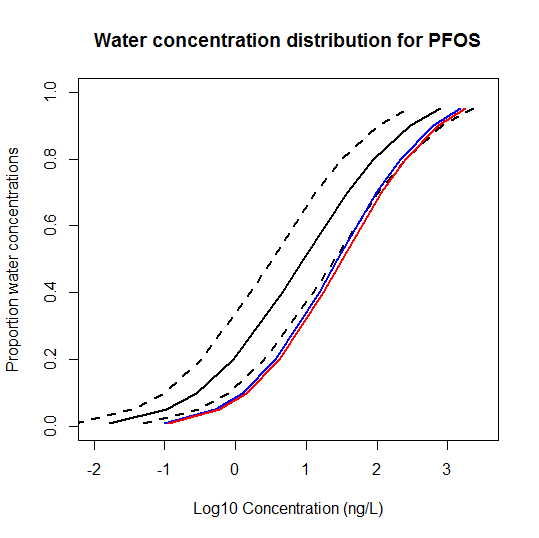 Water concentration distribution for PFOS
Proportion water concentrations
1.0
0.8
0.6
0.4
0.2
0.0
-2 -1 0 1 2 3
Log10 Concentration (ng/L)